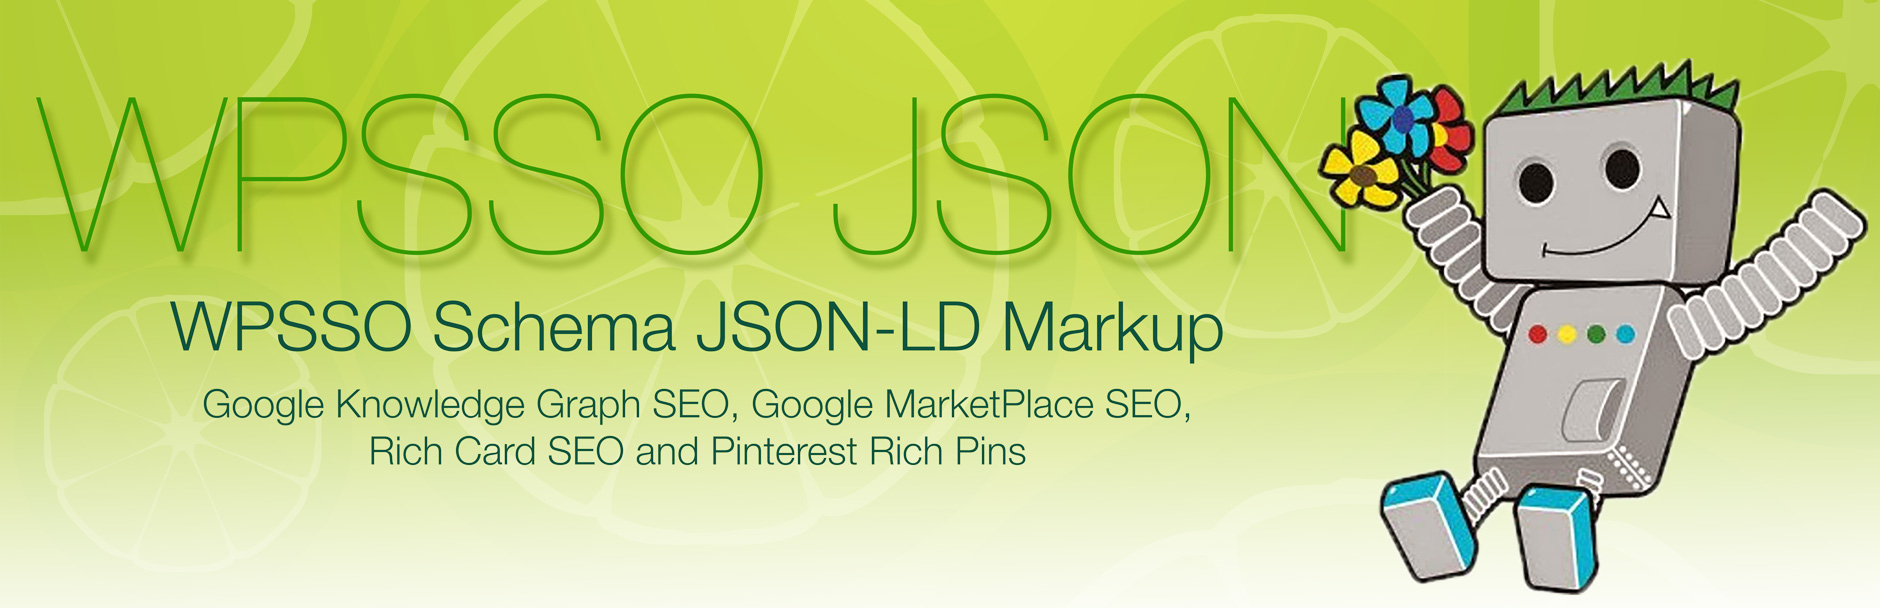 WPSSO JSON
WPSSO Schema JSON-LD Markup
Google Knowledge Graph SEO, Google MarketPlace SEO,
Rich Card SEO and Pinterest Rich Pins